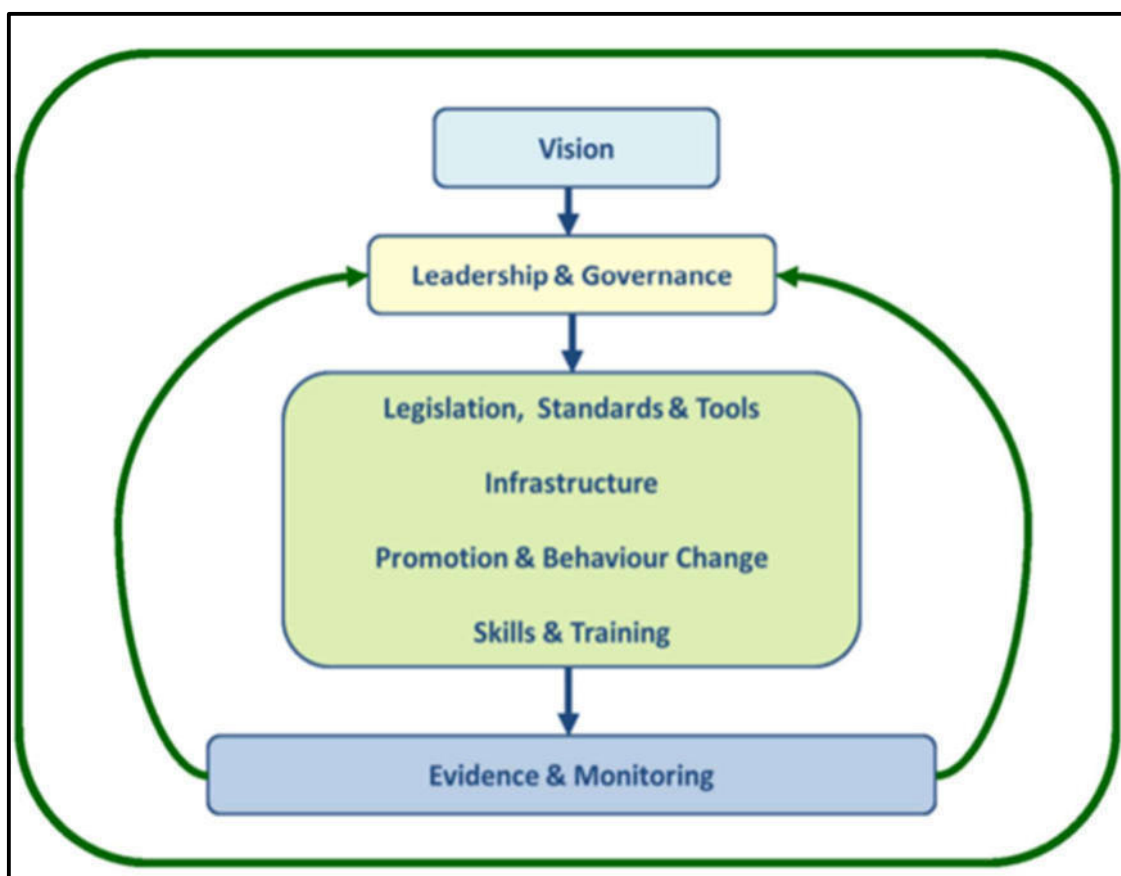 Vision
Leadership & Governance
Legislation, Standards & Tools
Infrastructure
Promotion & Behaviour Change
Skills & Training
Evidence & Monitoring